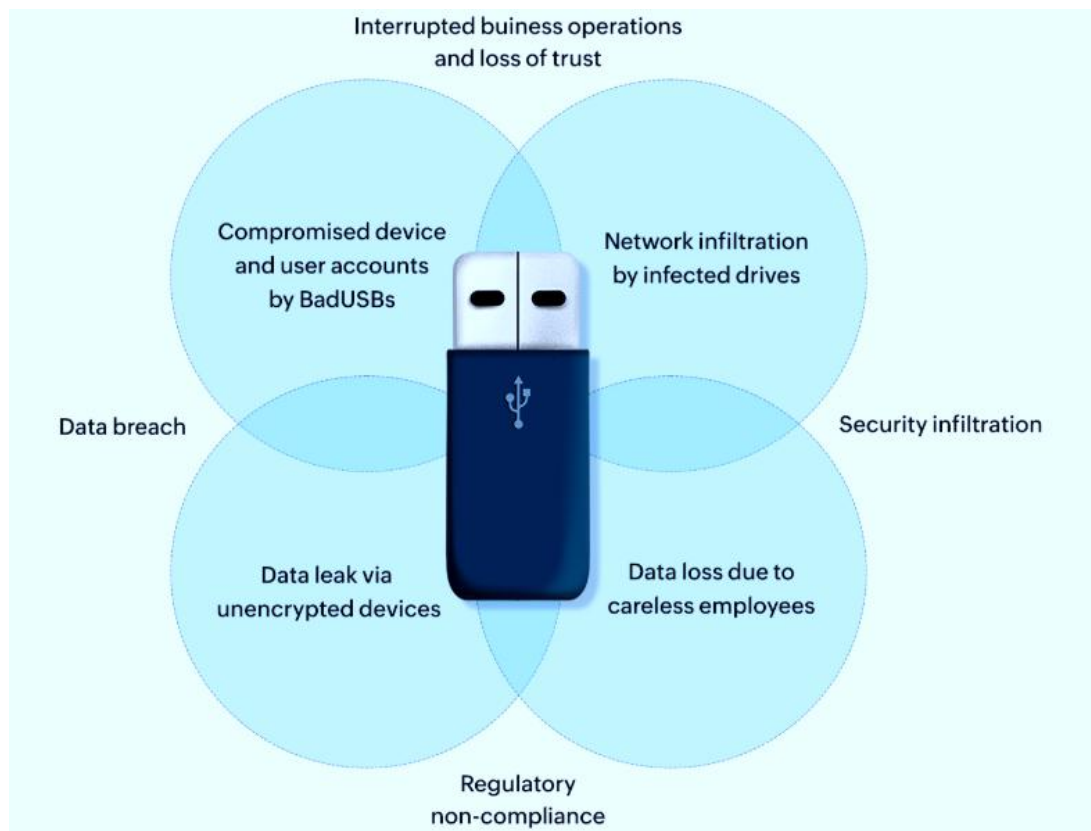 Interrupted buiness operations
and loss of trust
Compromised device
and user accounts
by BadUSBs
Network infiltration
by infected drives
Data breach
Security infiltration
Data leak via
unencrypted devices
Data loss due to
careless employees
Regulatory
non-compliance